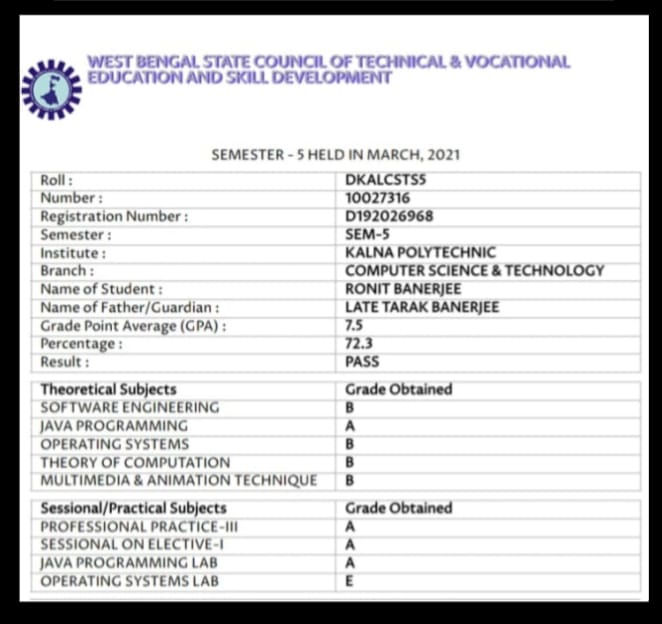 WEST BENGAL STATE COUNCIL OF TECHNICAL & VOCATIONAL
EDUCATION AND SKILL DEVELOPMENT
SEMESTER - 5 HELD IN MARCH, 2021
Roll : DKALCSTS5
Number : 10027316
Registration Number : D192026968
Semester : SEM-5
Institute : KALNA POLYTECHNIC
Branch : COMPUTER SCIENCE & TECHNOLOGY
Name of Student : RONIT BANERJEE
Name of Father/Guardian : LATE TARAK BANERJEE
Grade Point Average (GPA) : 7.5
Percentage : 72.3
Result : PASS
Theoretical Subjects Grade Obtained
SOFTWARE ENGINEERING B
JAVA PROGRAMMING A
OPERATING SYSTEMS B
THEORY OF COMPUTATION B
MULTIMEDIA & ANIMATION TECHNIQUE B
Sessional/Practical Subjects Grade Obtained
PROFESSIONAL PRACTICE-III A
SESSIONAL ON ELECTIVE-I A
JAVA PROGRAMMING LAB A
OPERATING SYSTEMS LAB E